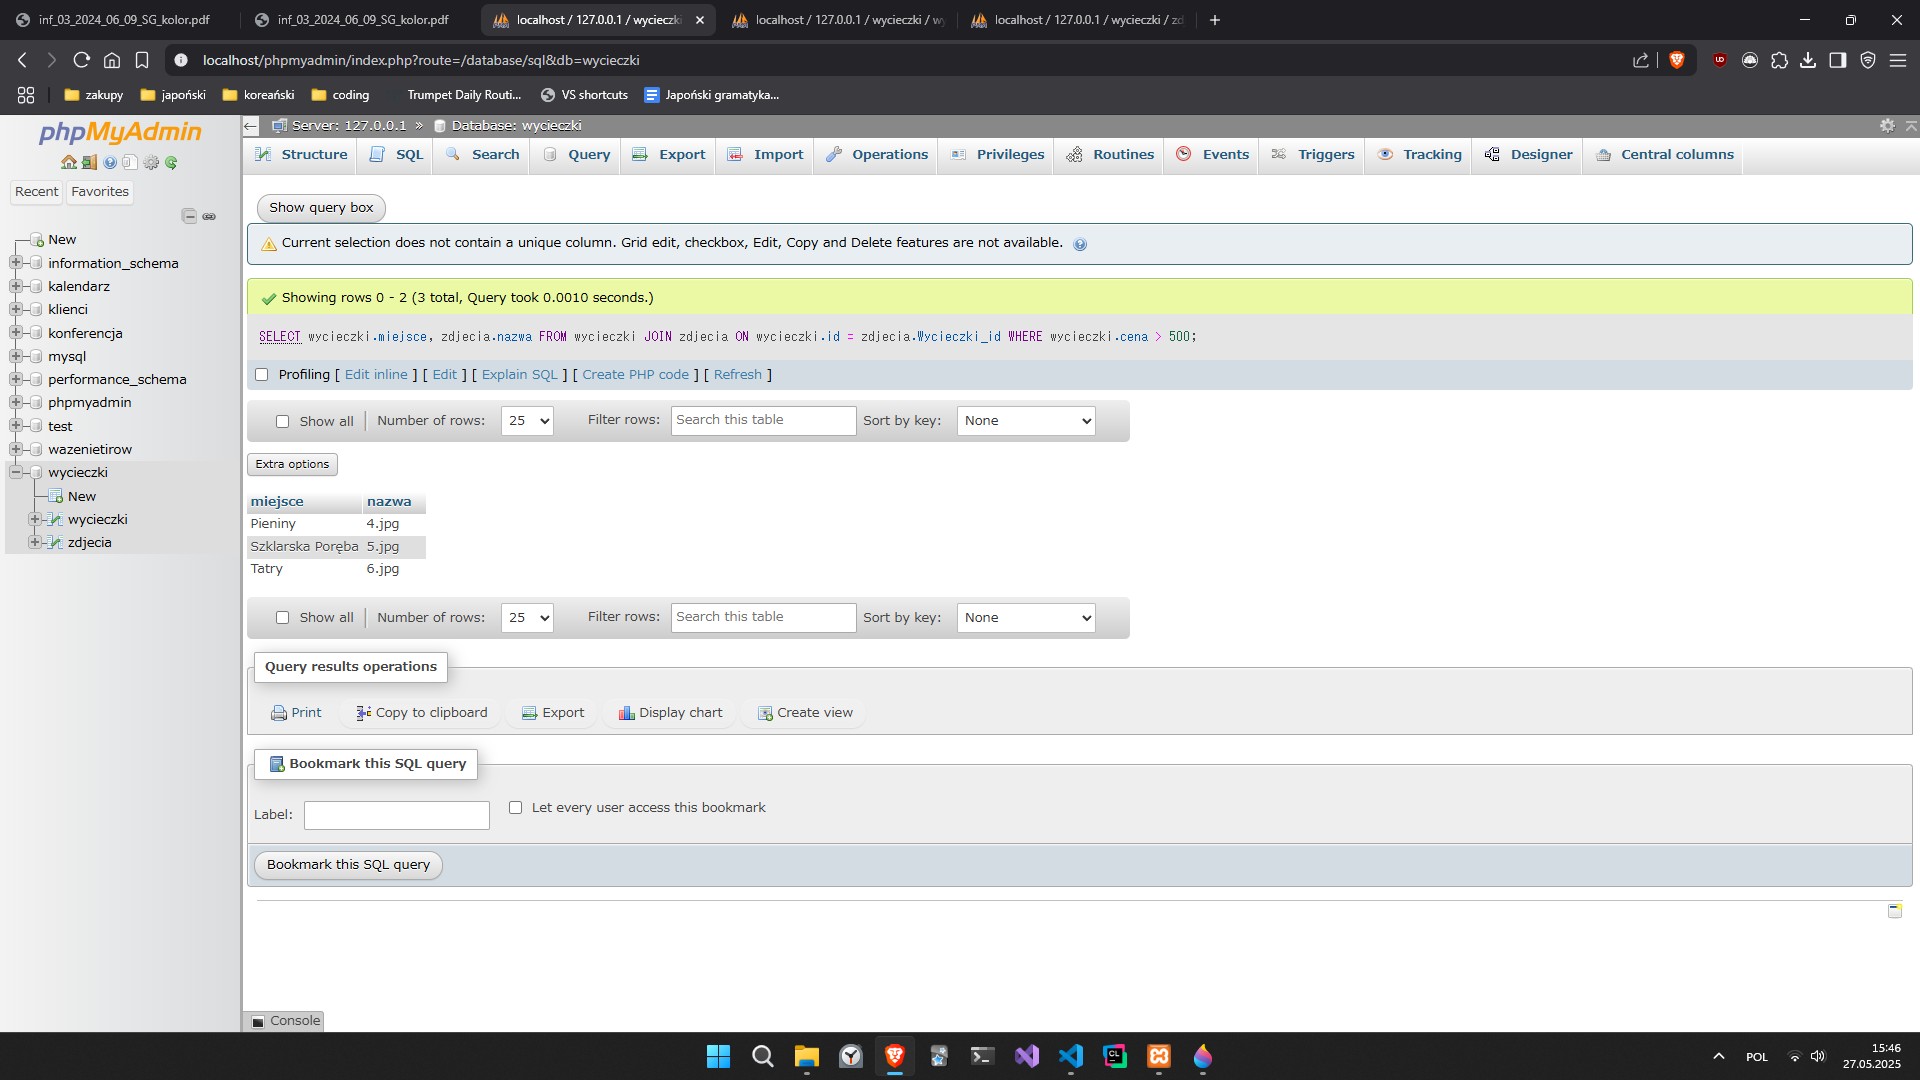 inf_03_2024_06_09_SG_kolor.pdf
inf_03_2024_06_09_SG_kolor.pdf
localhost / 127.0.0.1 / wycieczki
localhost / 127.0.0.1 / wycieczki / wy
localhost / 127.0.0.1 / wycieczki / zd
localhost/phpmyadmin/index.php?route=/database/sql&db=wycieczki
zakupy
japoński
koreański
coding
Trumpet Daily Routi...
VS shortcuts
Japoński gramatyka...
phpMyAdmin
Recent
Favorites
New
information_schema
kalendarz
klienci
konferencja
mysql
performance_schema
phpmyadmin
test
wazenietirow
wycieczki
New
wycieczki
zdjecia
Server: 127.0.0.1 » Database: wycieczki
Structure
SQL
Search
Query
Export
Import
Operations
Privileges
Routines
Events
Triggers
Tracking
Designer
Central columns
Show query box
Current selection does not contain a unique column. Grid edit, checkbox, Edit, Copy and Delete features are not available.
Showing rows 0 - 2 (3 total, Query took 0.0010 seconds.)
SELECT wycieczki.miejsce, zdjecia.nazwa FROM wycieczki JOIN zdjecia ON wycieczki.id = zdjecia.Wycieczki_id WHERE wycieczki.cena > 500;
Profiling [ Edit inline ] [ Edit ] [ Explain SQL ] [ Create PHP code ] [ Refresh ]
Show all | Number of rows: 25 Filter rows: Search this table Sort by key: None
Extra options
miejsce nazwa
Pieniny 4.jpg
Szklarska Poręba 5.jpg
Tatry 6.jpg
Show all | Number of rows: 25 Filter rows: Search this table Sort by key: None
Query results operations
Print
Copy to clipboard
Export
Display chart
Create view
Bookmark this SQL query
Label:
Let every user access this bookmark
Bookmark this SQL query
Console
POL
15:46
27.05.2025